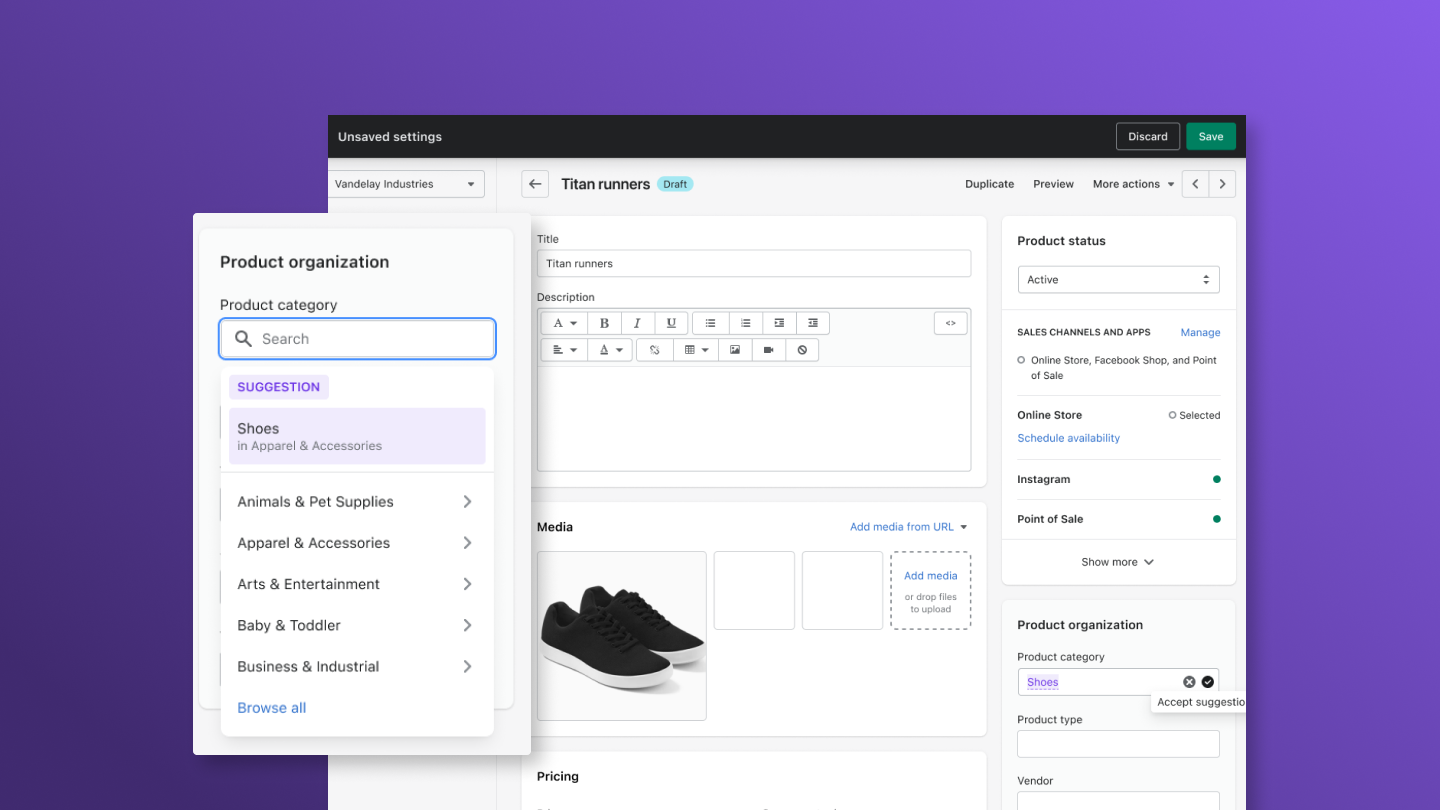 Unsaved settings
Discard
Save
Vandelay Industries
Titan runners
Draft
Duplicate
Preview
More actions
Product organization
Product category
Search
SUGGESTION
Shoes
in Apparel & Accessories
Animals & Pet Supplies
Apparel & Accessories
Arts & Entertainment
Baby & Toddler
Business & Industrial
Browse all
Title
Titan runners
Description
A
B
I
U
<>
A
Media
Add media from URL
Add media
or drop files
to upload
Pricing
Product status
Active
SALES CHANNELS AND APPS
Manage
Online Store, Facebook Shop, and Point
of Sale
Online Store
Selected
Schedule availability
Instagram
Point of Sale
Show more
Product organization
Product category
Shoes
Accept suggestio
Product type
Vendor